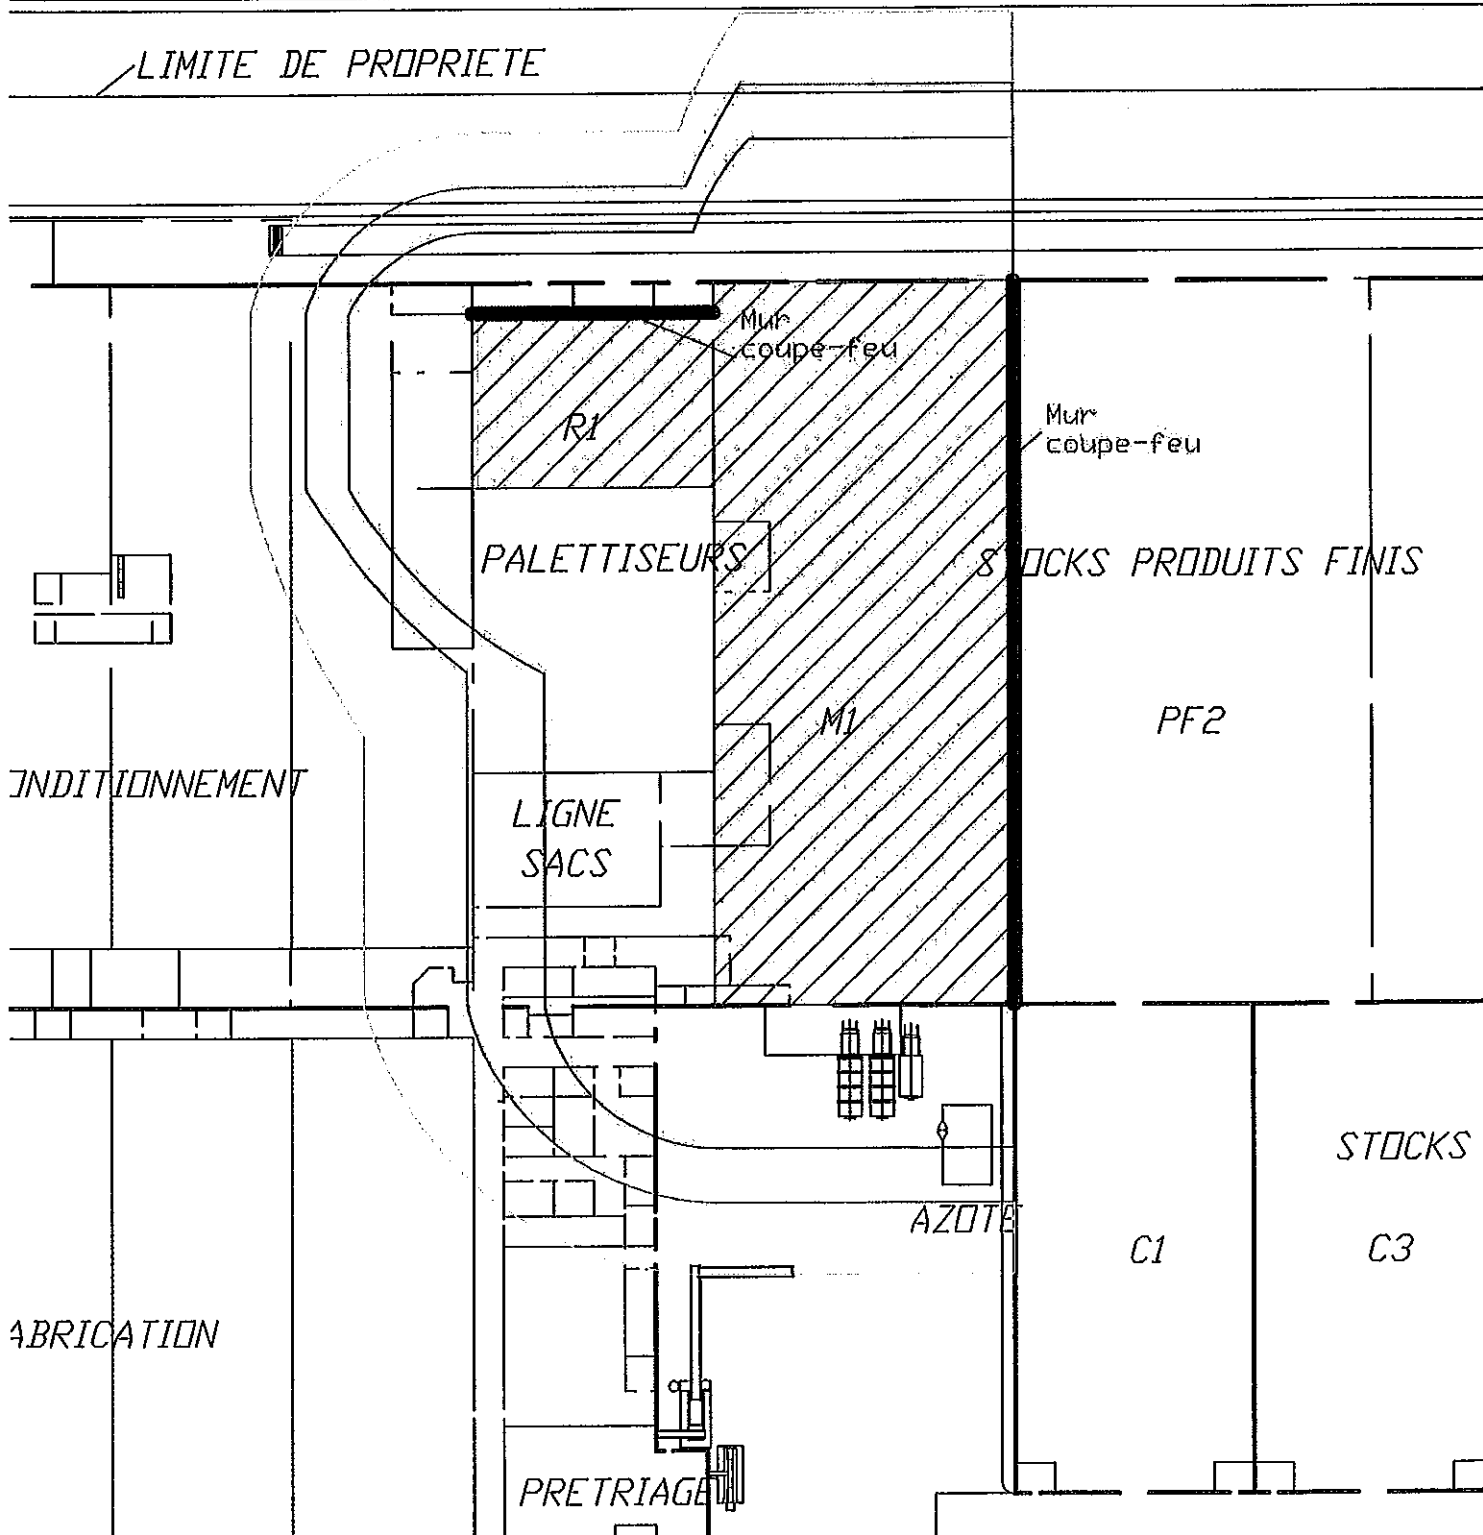 LIMITE DE PROPRIETE
Mur
coupe-feu
R1
Mur
coupe-feu
PALETTISEURS
STOCKS PRODUITS FINIS
M1
PF2
ONDITIONNEMENT
LIGNE
SACS
STOCKS
AZOTE
C1
C3
ABRICATION
PRETRIAGE